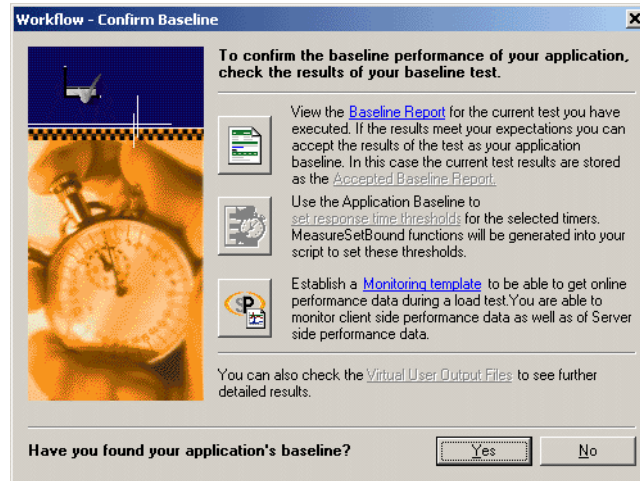 Workflow - Confirm Baseline
To confirm the baseline performance of your application,
check the results of your baseline test.
View the Baseline Report for the current test you have
executed. If the results meet your expectations you can
accept the results of the test as your application
baseline. In this case the current test results are stored
as the Accepted Baseline Report.
Use the Application Baseline to
set response time thresholds for the selected timers.
MeasureSetBound functions will be generated into your
script to set these thresholds.
Establish a Monitoring template to be able to get online
performance data during a load test.You are able to
monitor client side performance data as well as of Server
side performance data.
You can also check the Virtual User Output Files to see further
detailed results.
Have you found your application's baseline?
Yes
No